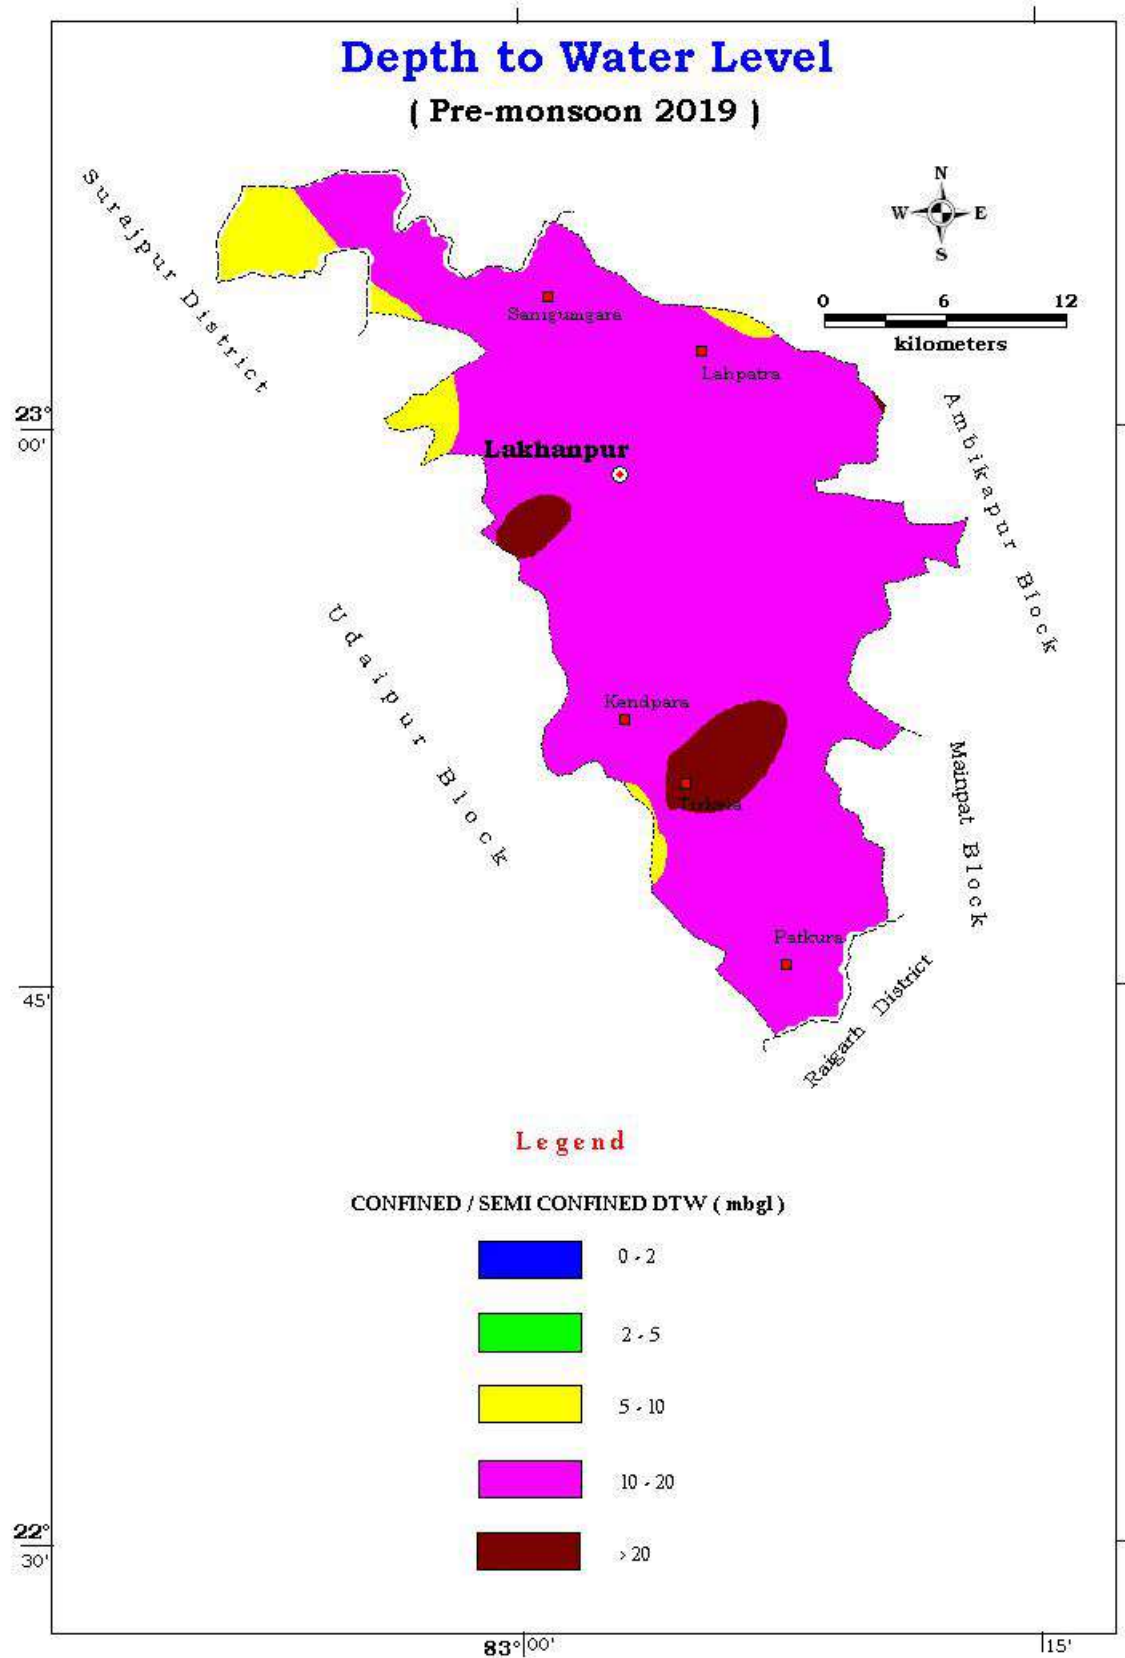 Depth to Water Level
( Pre-monsoon 2019 )
Surajpur District
N
W E
S
0 6 12
kilometers
Sanigumgara
Lahpatra
Ambikapur Block
23°
00'
Lakhanpur
Udaipur Block
Kendpara
Mainpat Block
Patkura
45'
Raigarh District
Legend
CONFINED / SEMI CONFINED DTW ( mbgl )
0 - 2
2 - 5
5 - 10
10 - 20
> 20
22°
30'
83° 00' 15'